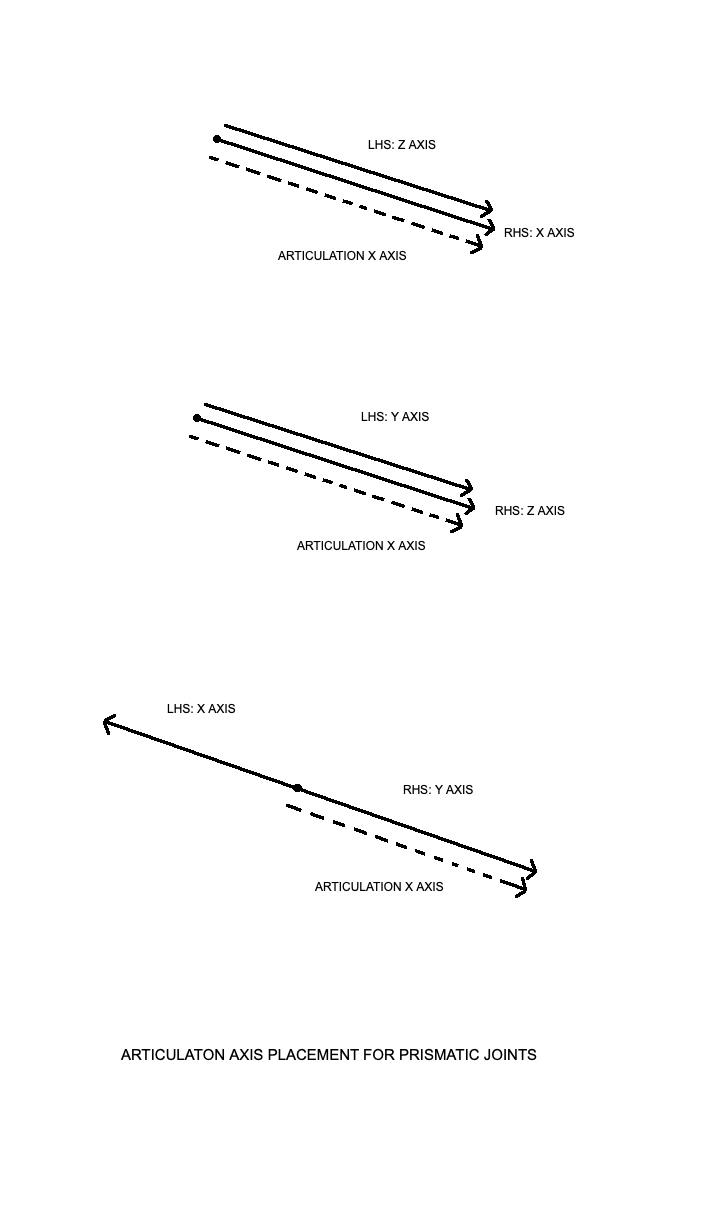 LHS: Z AXIS
RHS: X AXIS
ARTICULATION X AXIS
LHS: Y AXIS
RHS: Z AXIS
ARTICULATION X AXIS
LHS: X AXIS
RHS: Y AXIS
ARTICULATION X AXIS
ARTICULATON AXIS PLACEMENT FOR PRISMATIC JOINTS